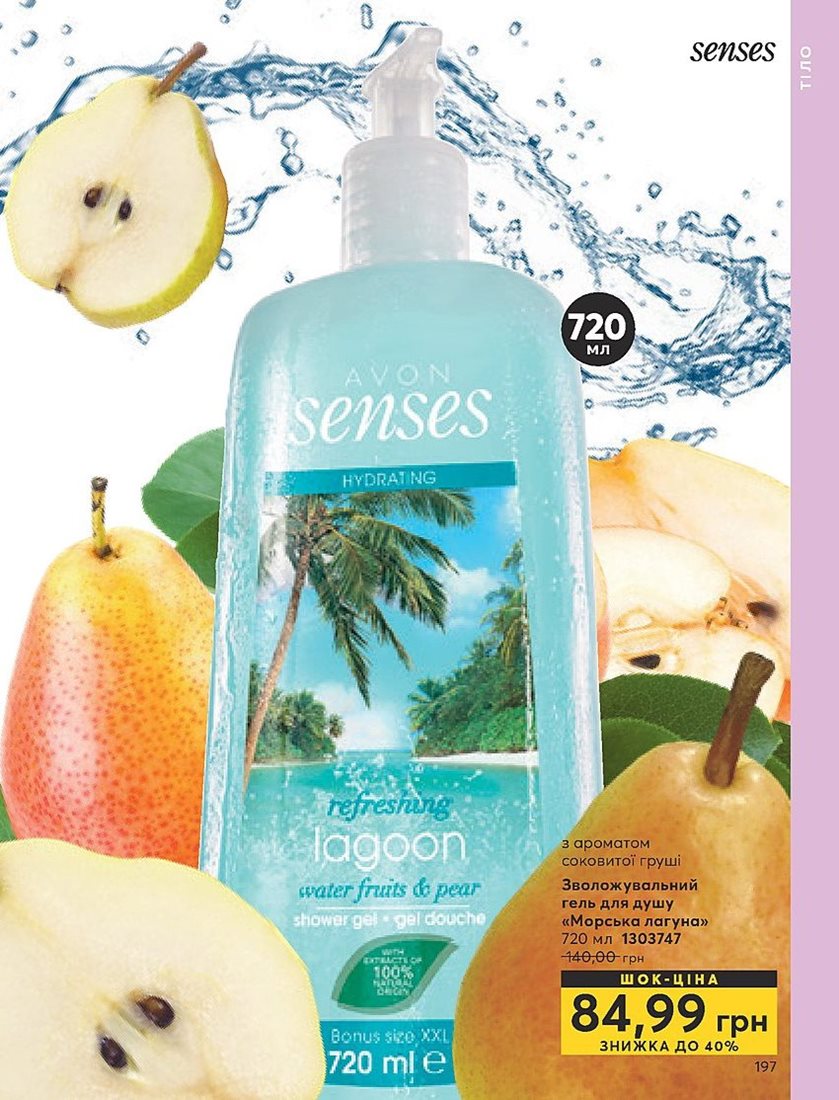 senses
ТІЛО
720
МЛ
AVON
senses
HYDRATING
refreshing
lagoon
water fruits & pear
shower gel • gel douche
WITH
EXTRACTS OF
100%
NATURAL
ORIGIN
Bonus size XXL
720 ml e
з ароматом
соковитої груші
Зволожувальний
гель для душу
«Морська лагуна»
720 мл 1303747
140,00 грн
ШОК-ЦІНА
84,99 грн
ЗНИЖКА ДО 40%
197